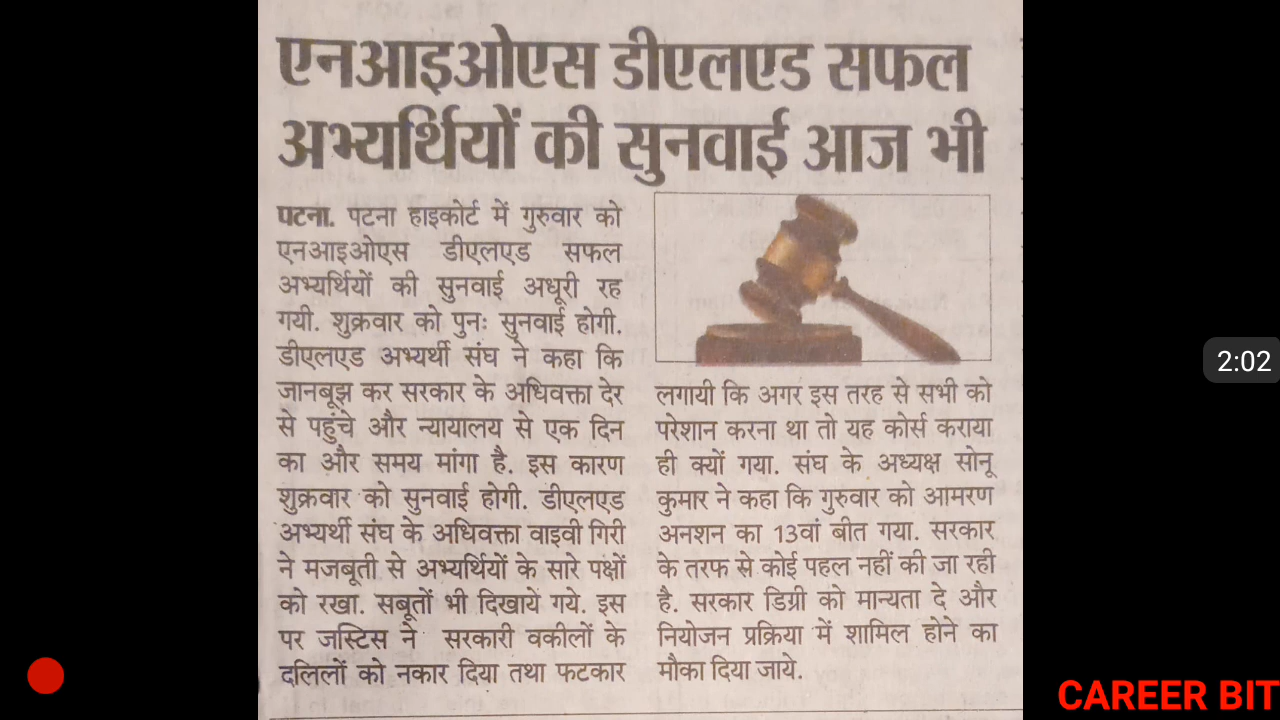 एनआइओएस डीएलएड सफल
अभ्यर्थियों की सुनवाई आज भी
पटना. पटना हाइकोर्ट में गुरुवार को
एनआइओएस डीएलएड सफल
अभ्यर्थियों की सुनवाई अधूरी रह
गयी. शुक्रवार को पुनः सुनवाई होगी.
डीएलएड अभ्यर्थी संघ ने कहा कि
जानबूझ कर सरकार के अधिवक्ता देर
से पहुंचे और न्यायालय से एक दिन
का और समय मांगा है. इस कारण
शुक्रवार को सुनवाई होगी. डीएलएड
अभ्यर्थी संघ के अधिवक्ता वाइवी गिरी
ने मजबूती से अभ्यर्थियों के सारे पक्षों
को रखा. सबूतों भी दिखाये गये. इस
पर जस्टिस ने सरकारी वकीलों के
दलिलों को नकार दिया तथा फटकार
लगायी कि अगर इस तरह से सभी को
परेशान करना था तो यह कोर्स कराया
ही क्यों गया. संघ के अध्यक्ष सोनू
कुमार ने कहा कि गुरुवार को आमरण
अनशन का 13वां बीत गया. सरकार
के तरफ से कोई पहल नहीं की जा रही
है. सरकार डिग्री को मान्यता दे और
नियोजन प्रक्रिया में शामिल होने का
मौका दिया जाये.
2:02
CAREER BIT